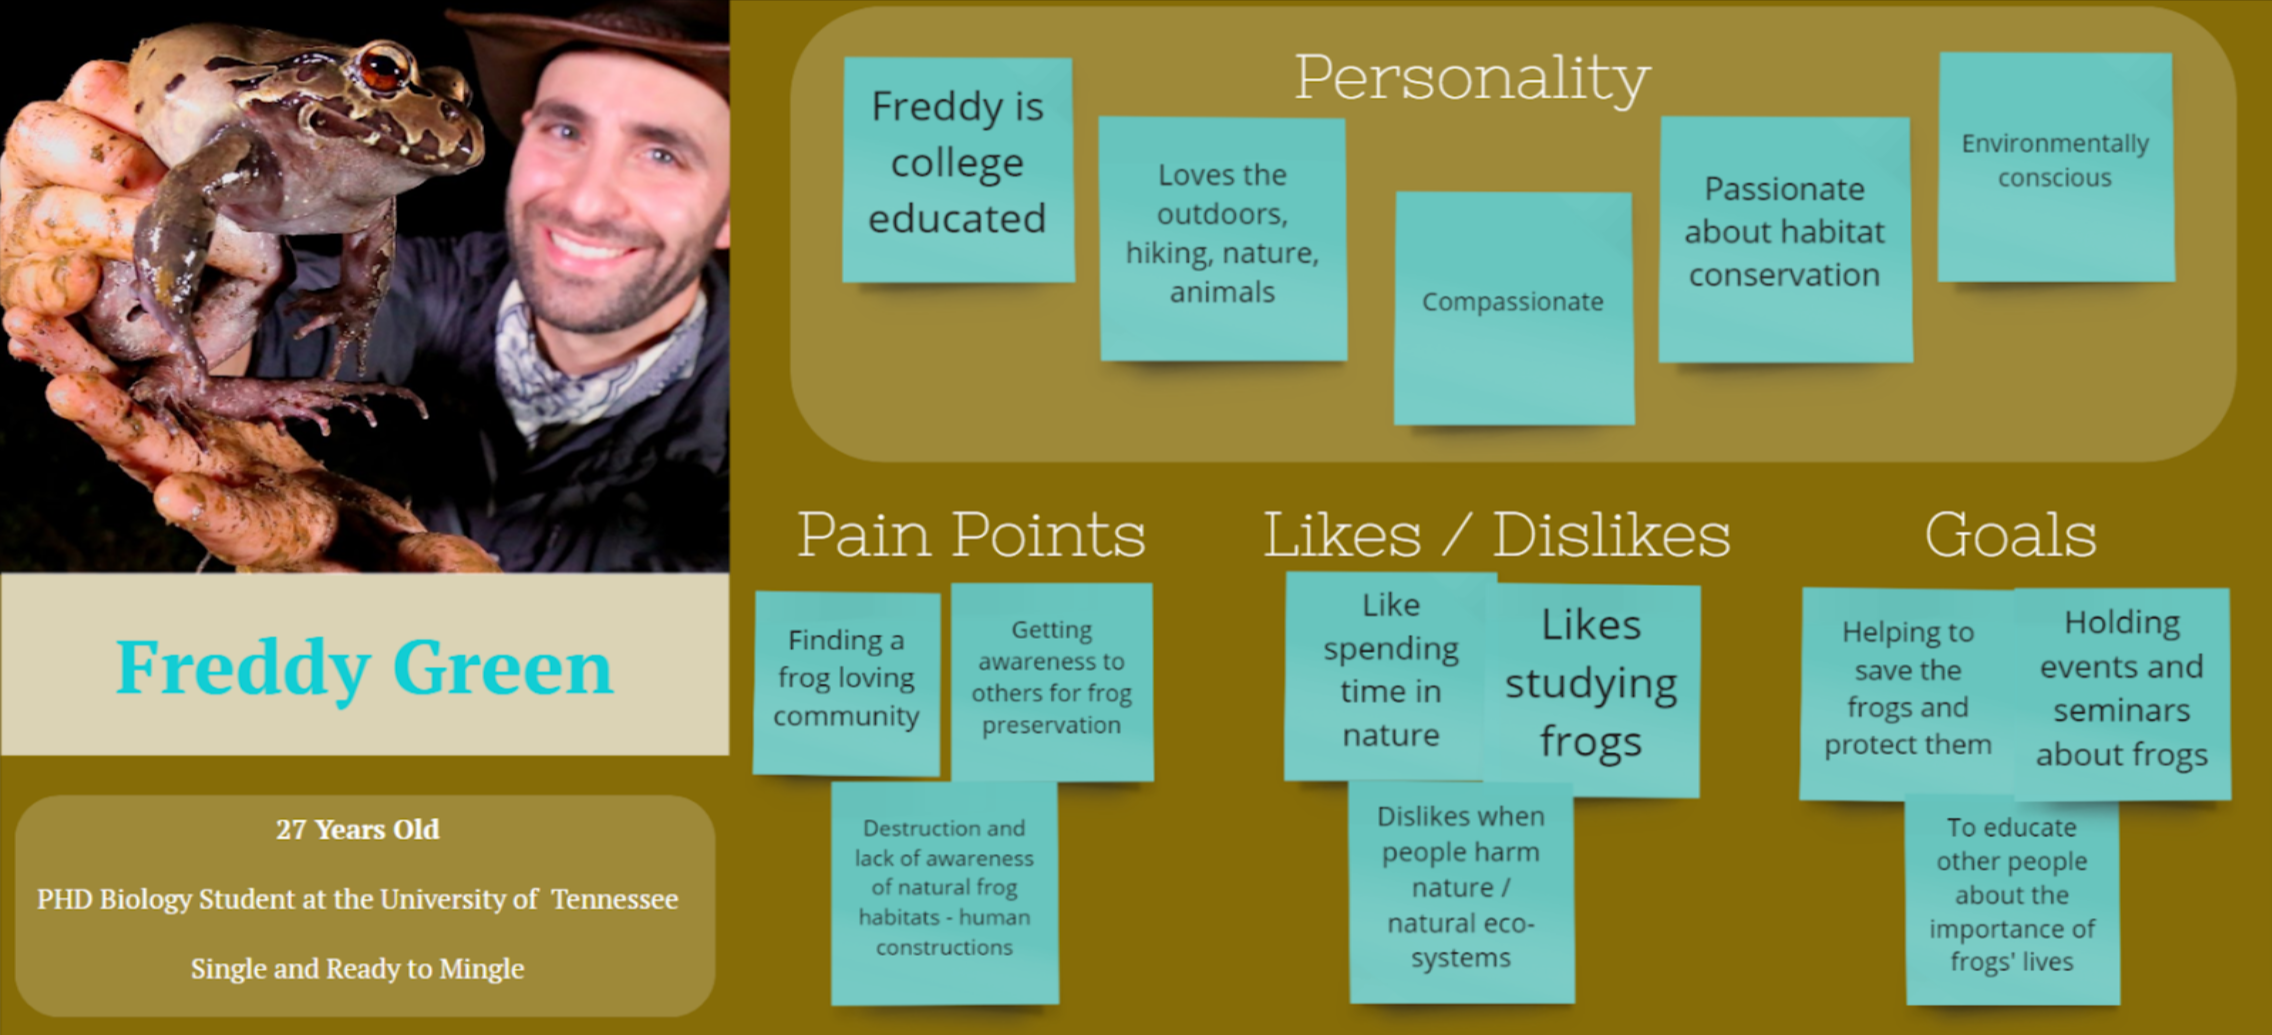 Personality
Freddy is
college
educated
Loves the
outdoors,
hiking, nature,
animals
Compassionate
Passionate
about habitat
conservation
Environmentally
conscious
Freddy Green
27 Years Old
PHD Biology Student at the University of Tennessee
Single and Ready to Mingle
Pain Points
Finding a
frog loving
community
Getting
awareness to
others for frog
preservation
Destruction and
lack of awareness
of natural frog
habitats - human
constructions
Likes / Dislikes
Like
spending
time in
nature
Likes
studying
frogs
Dislikes when
people harm
nature /
natural eco-
systems
Goals
Helping to
save the
frogs and
protect them
Holding
events and
seminars
about frogs
To educate
other people
about the
importance of
frogs' lives